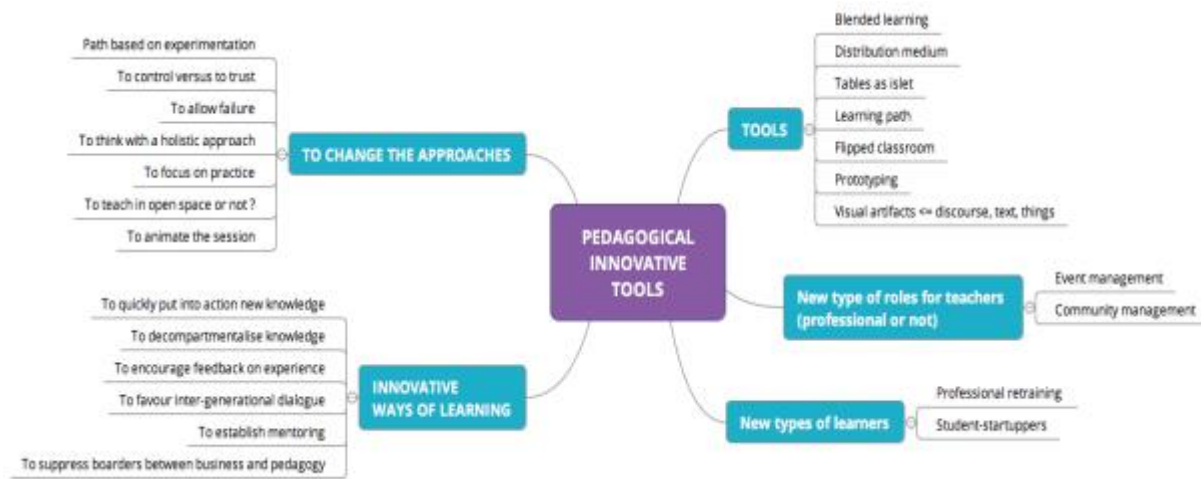 PEDAGOGICAL
INNOVATIVE
TOOLS
TO CHANGE THE APPROACHES
Path based on experimentation
To control versus to trust
To allow failure
To think with a holistic approach
To focus on practice
To teach in open space or not ?
To animate the session
INNOVATIVE
WAYS OF LEARNING
To quickly put into action new knowledge
To decompartmentalise knowledge
To encourage feedback on experience
To favour inter-generational dialogue
To establish mentoring
To suppress boarders between business and pedagogy
TOOLS
Blended learning
Distribution medium
Tables as islet
Learning path
Flipped classroom
Prototyping
Visual artifacts <= discourse, text, things
New type of roles for teachers
(professional or not)
Event management
Community management
New types of learners
Professional retraining
Student-startuppers